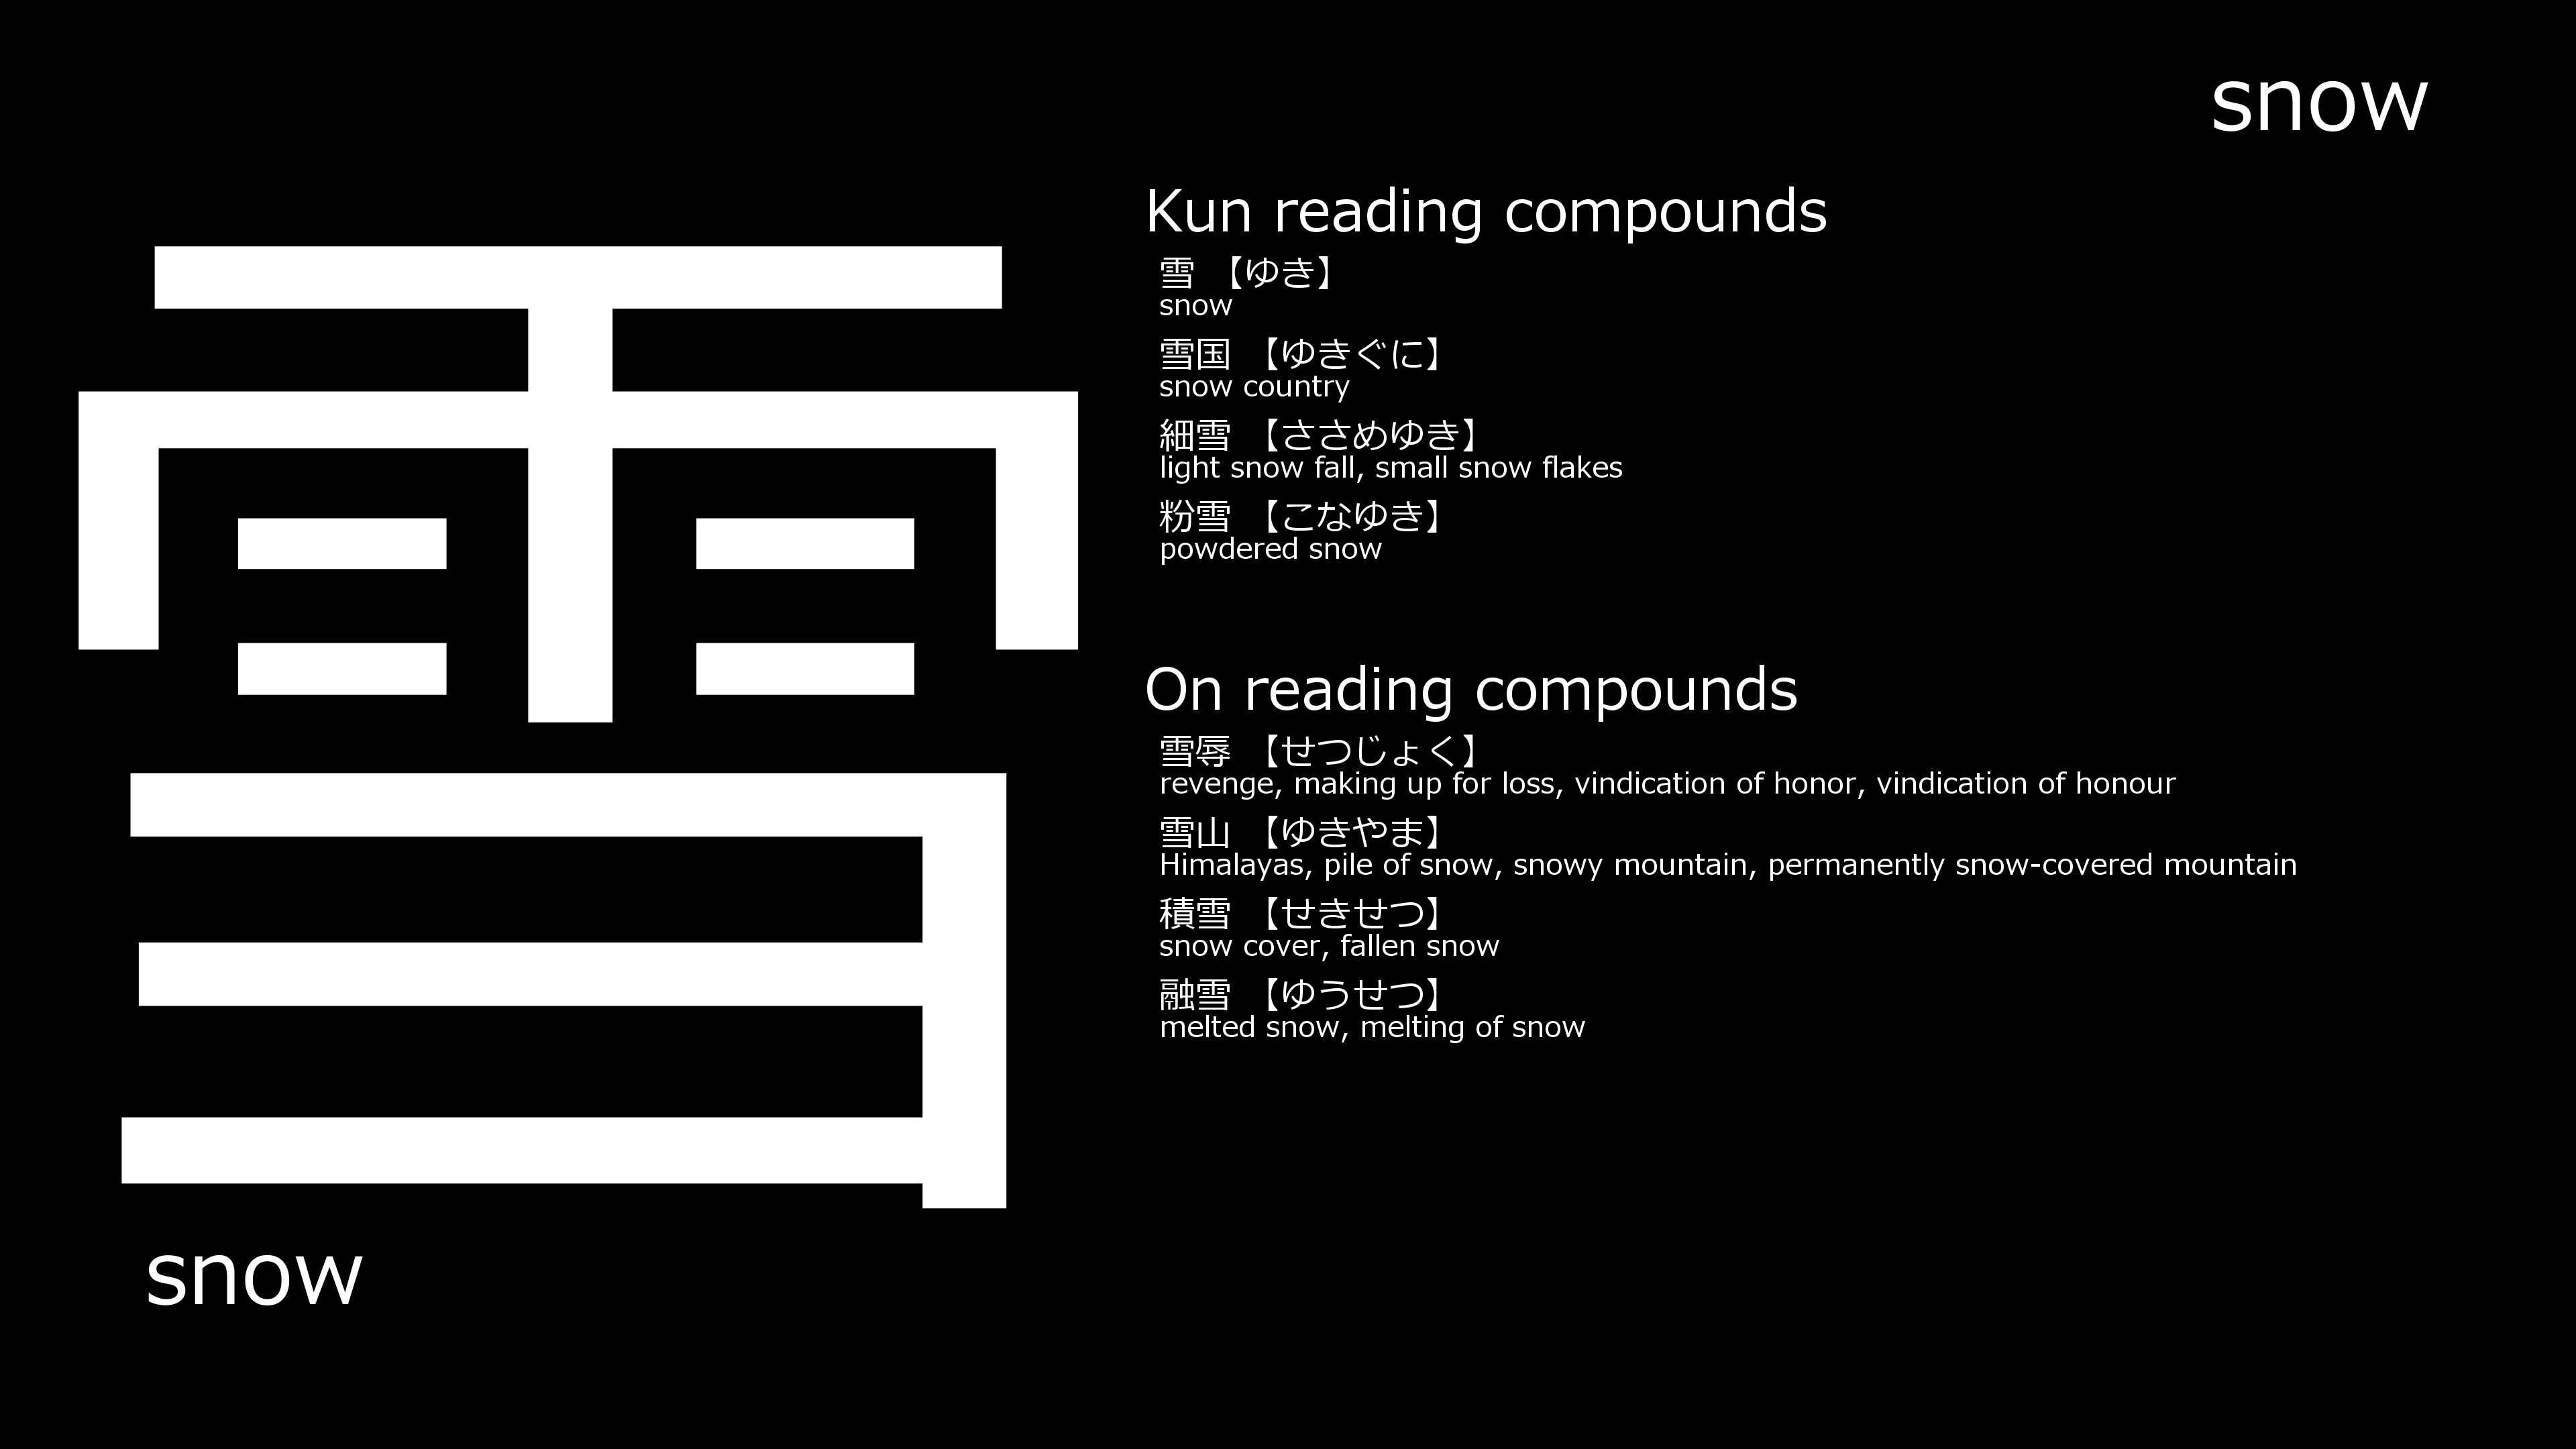 snow
雪
snow
Kun reading compounds
雪 【ゆき】
snow
雪国 【ゆきぐに】
snow country
細雪 【ささめゆき】
light snow fall, small snow flakes
粉雪 【こなゆき】
powdered snow
On reading compounds
雪辱 【せつじょく】
revenge, making up for loss, vindication of honor, vindication of honour
雪山 【ゆきやま】
Himalayas, pile of snow, snowy mountain, permanently snow-covered mountain
積雪 【せきせつ】
snow cover, fallen snow
融雪 【ゆうせつ】
melted snow, melting of snow